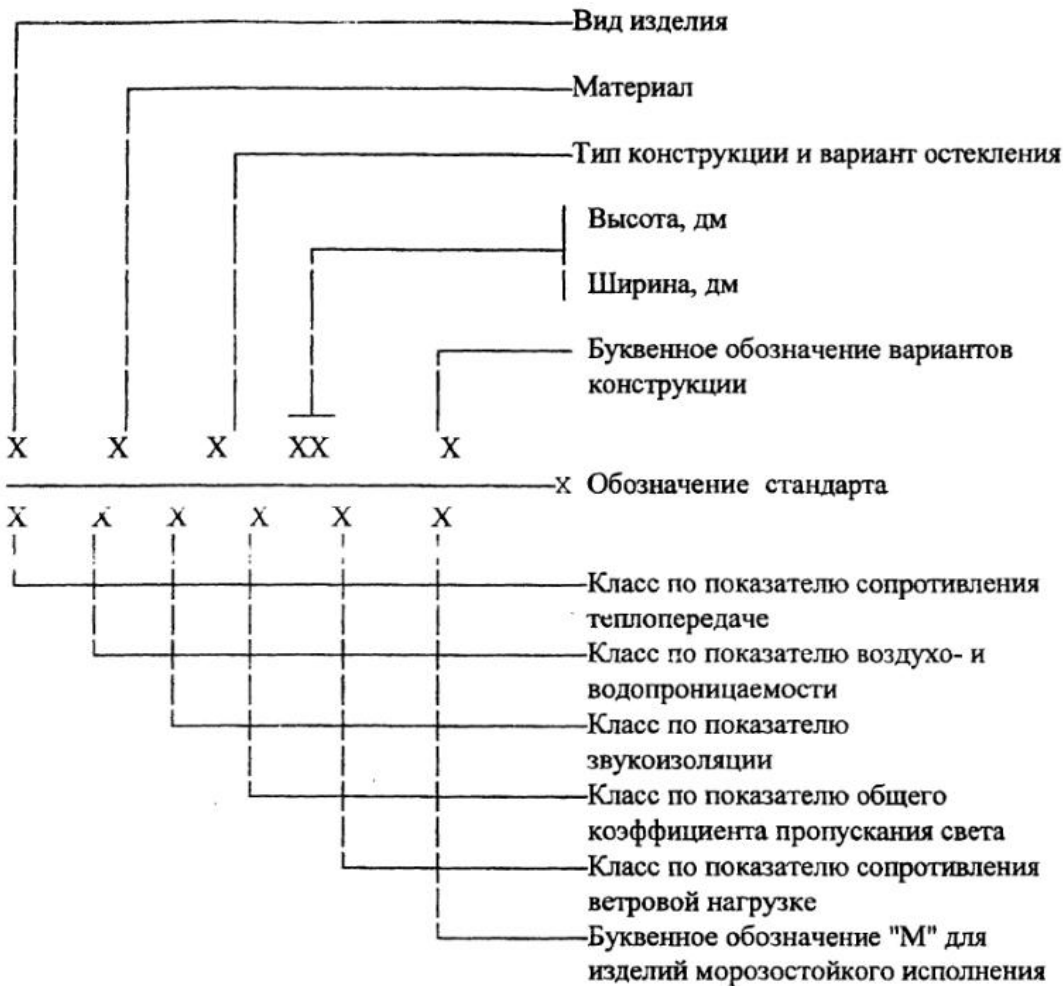 Вид изделия
Материал
Тип конструкции и вариант остекления
Высота, дм
Ширина, дм
Буквенное обозначение вариантов
конструкции
X X X XX X
X Обозначение стандарта
X X X X X X
Класс по показателю сопротивления
теплопередаче
Класс по показателю воздухо- и
водопроницаемости
Класс по показателю
звукоизоляции
Класс по показателю общего
коэффициента пропускания света
Класс по показателю сопротивления
ветровой нагрузке
Буквенное обозначение "М" для
изделий морозостойкого исполнения